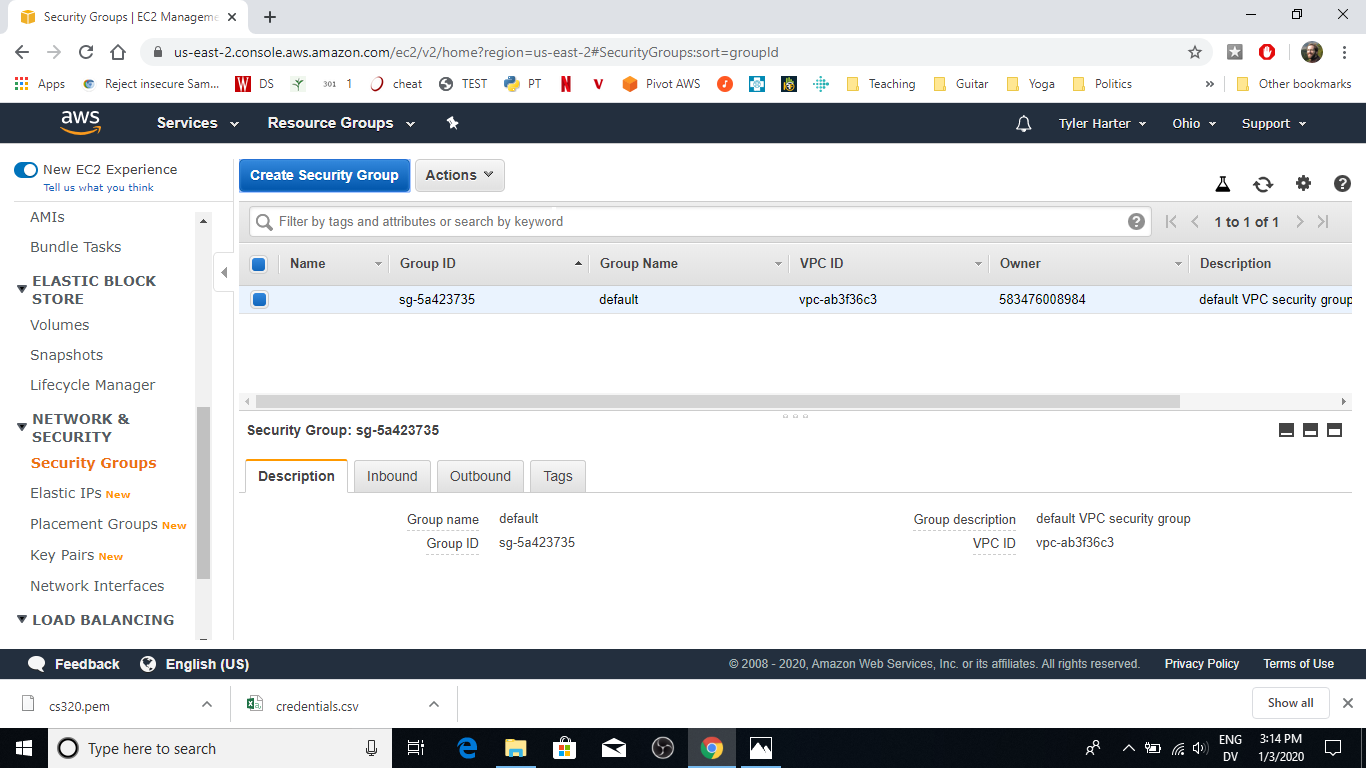 Security Groups | EC2 Manageme
us-east-2.console.aws.amazon.com/ec2/v2/home?region=us-east-2#SecurityGroups:sort=groupId
Apps Reject insecure Sam... W DS 301 1 cheat TEST PT N V Pivot AWS Teaching Guitar Yoga Politics » Other bookmarks
aws Services Resource Groups Tyler Harter Ohio Support
New EC2 Experience
Tell us what you think
Create Security Group Actions
AMIs
Bundle Tasks
ELASTIC BLOCK
STORE
Volumes
Snapshots
Lifecycle Manager
NETWORK &
SECURITY
Security Groups
Elastic IPs New
Placement Groups New
Key Pairs New
Network Interfaces
LOAD BALANCING
Filter by tags and attributes or search by keyword 1 to 1 of 1
Name Group ID Group Name VPC ID Owner Description
sg-5a423735 default vpc-ab3f36c3 583476008984 default VPC security group
Security Group: sg-5a423735
Description Inbound Outbound Tags
Group name default Group description default VPC security group
Group ID sg-5a423735 VPC ID vpc-ab3f36c3
Feedback English (US) © 2008 - 2020, Amazon Web Services, Inc. or its affiliates. All rights reserved. Privacy Policy Terms of Use
cs320.pem credentials.csv Show all
Type here to search ENG 3:14 PM
DV 1/3/2020